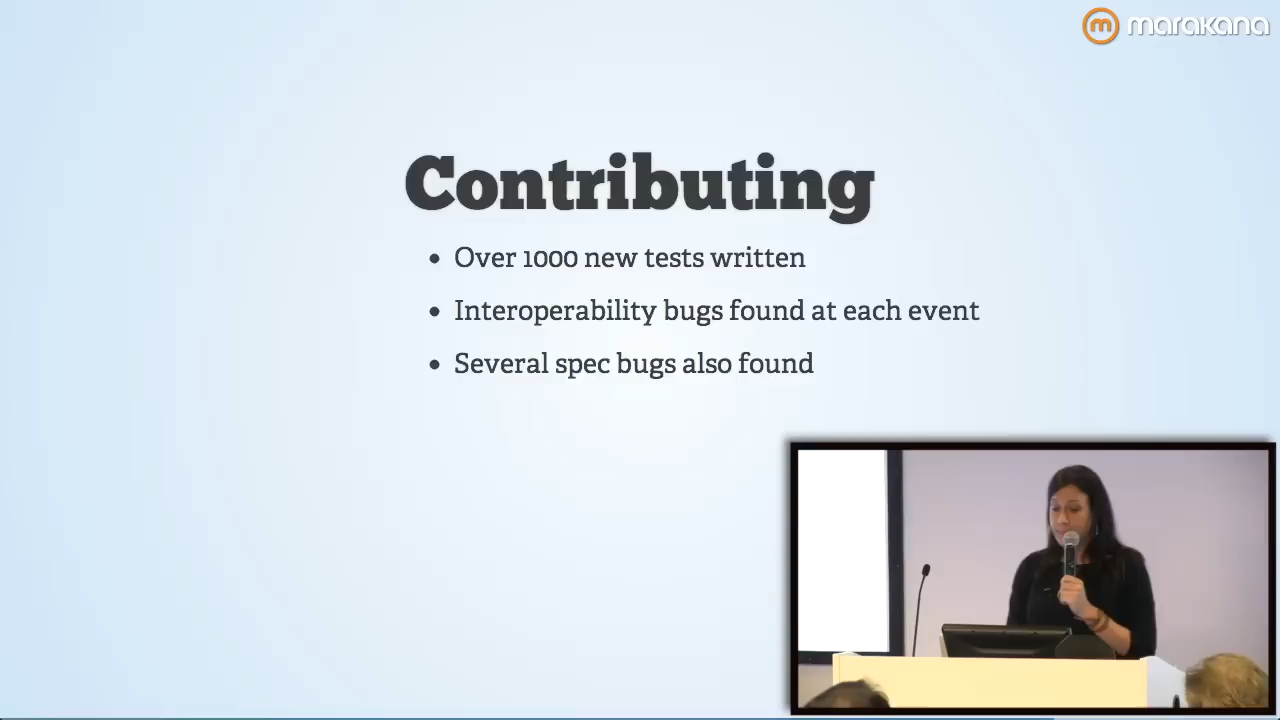 marakana
Contributing
Over 1000 new tests written
Interoperability bugs found at each event
Several spec bugs also found